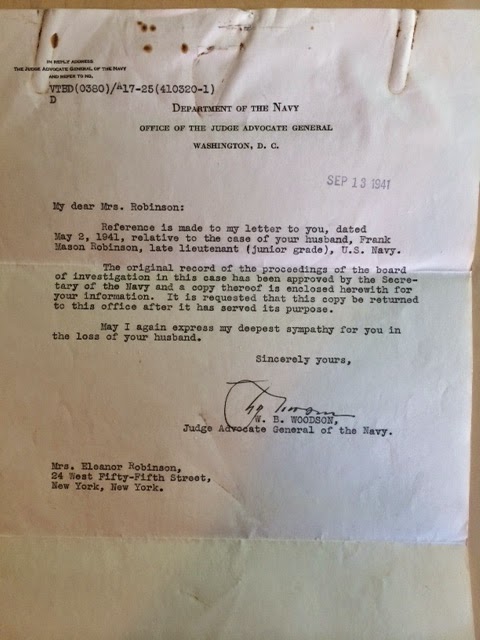 IN REPLY ADDRESS
THE JUDGE ADVOCATE GENERAL OF THE NAVY
AND REFER TO NO.
VTBD(0380)/A17-25(410320-1)
D
DEPARTMENT OF THE NAVY
OFFICE OF THE JUDGE ADVOCATE GENERAL
WASHINGTON, D. C.
SEP 13 1941
My dear Mrs. Robinson:
Reference is made to my letter to you, dated
May 2, 1941, relative to the case of your husband, Frank
Mason Robinson, late lieutenant (junior grade), U.S. Navy.
The original record of the proceedings of the board
of investigation in this case has been approved by the Secre-
tary of the Navy and a copy thereof is enclosed herewith for
your information. It is requested that this copy be returned
to this office after it has served its purpose.
May I again express my deepest sympathy for you in
the loss of your husband.
Sincerely yours,
W. B. WOODSON,
Judge Advocate General of the Navy.
Mrs. Eleanor Robinson,
24 West Fifty-Fifth Street,
New York, New York.